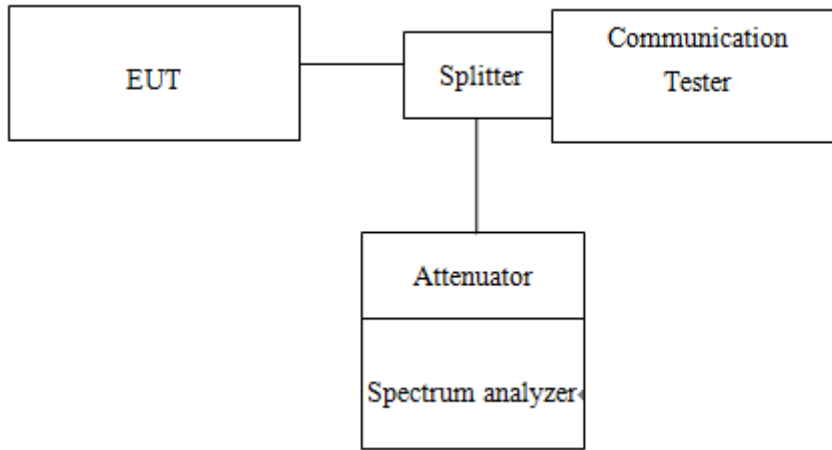 EUT
Splitter
Communication
Tester
Attenuator
Spectrum analyzer